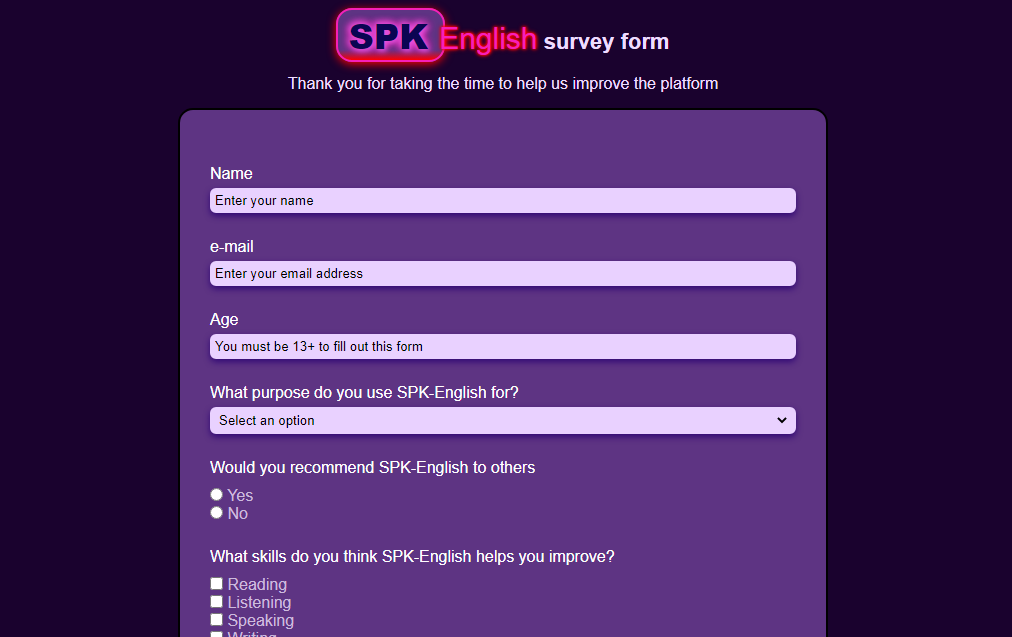 SPK English survey form
Thank you for taking the time to help us improve the platform
Name
Enter your name
e-mail
Enter your email address
Age
You must be 13+ to fill out this form
What purpose do you use SPK-English for?
Select an option
Would you recommend SPK-English to others
Yes
No
What skills do you think SPK-English helps you improve?
Reading
Listening
Speaking
Writing